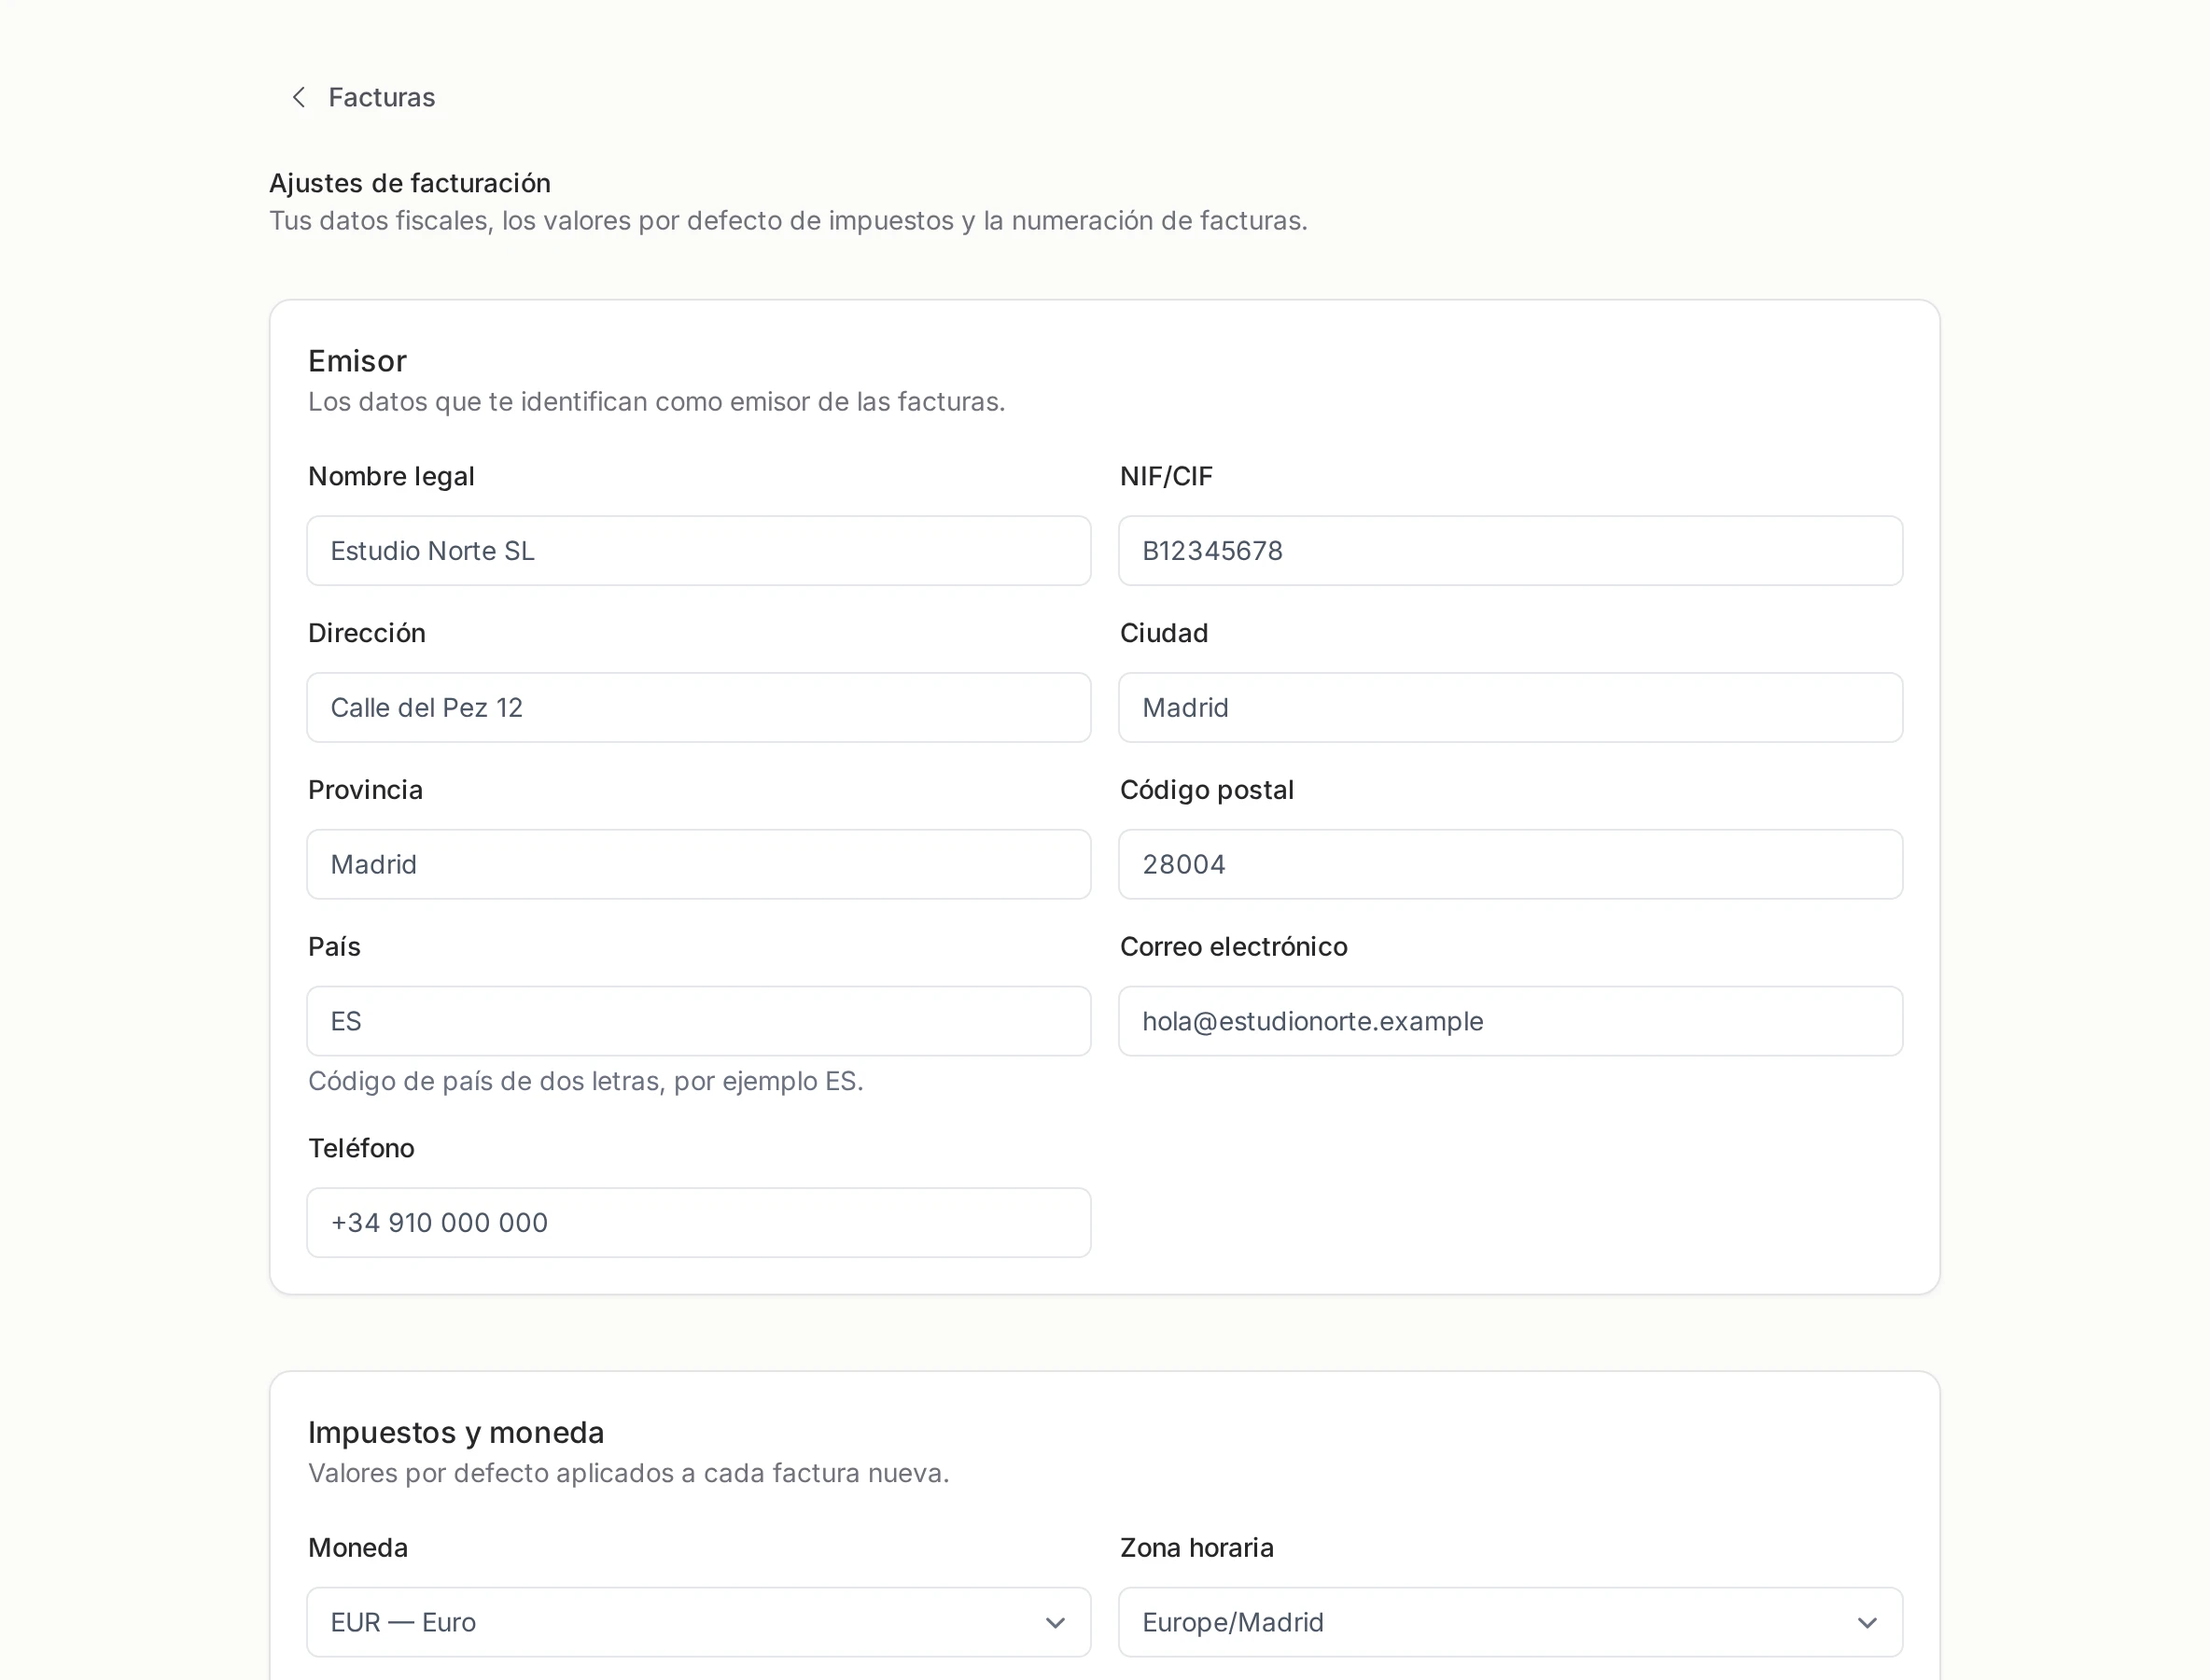 Facturas
Ajustes de facturación
Tus datos fiscales, los valores por defecto de impuestos y la numeración de facturas.
Emisor
Los datos que te identifican como emisor de las facturas.
Nombre legal
NIF/CIF
Estudio Norte SL
B12345678
Dirección
Ciudad
Calle del Pez 12
Madrid
Provincia
Código postal
Madrid
28004
País
Correo electrónico
ES
hola@estudionorte.example
Código de país de dos letras, por ejemplo ES.
Teléfono
+34 910 000 000
Impuestos y moneda
Valores por defecto aplicados a cada factura nueva.
Moneda
Zona horaria
EUR — Euro
Europe/Madrid